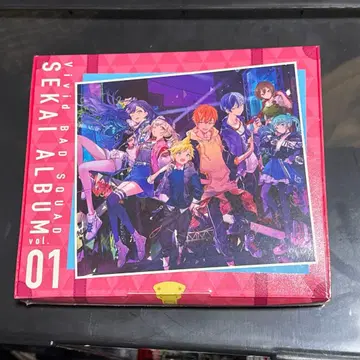 Vivid BAD SQUAD
SEKAI ALBUM
vol.
01